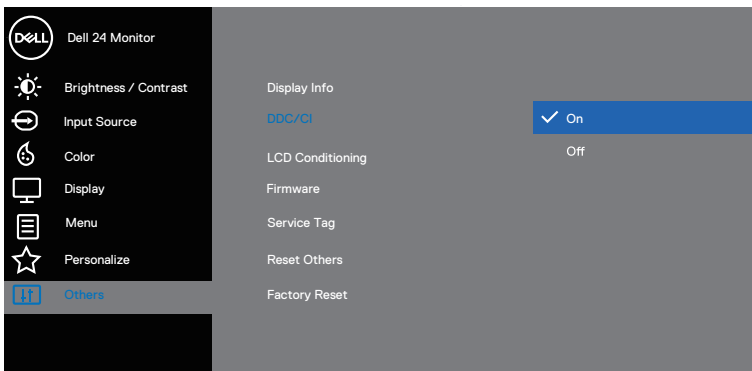 DELL
Dell 24 Monitor
Brightness / Contrast
Input Source
Color
Display
Menu
Personalize
Others
Display Info
DDC/CI
LCD Conditioning
Firmware
Service Tag
Reset Others
Factory Reset
On
Off